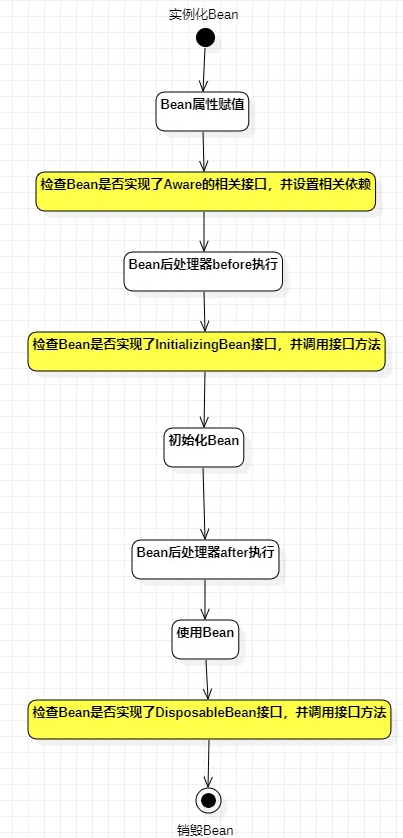 实例化Bean
Bean属性赋值
检查Bean是否实现了Aware的相关接口，并设置相关依赖
Bean后处理器before执行
检查Bean是否实现了InitializingBean接口，并调用接口方法
初始化Bean
Bean后处理器after执行
使用Bean
检查Bean是否实现了DisposableBean接口，并调用接口方法
销毁Bean